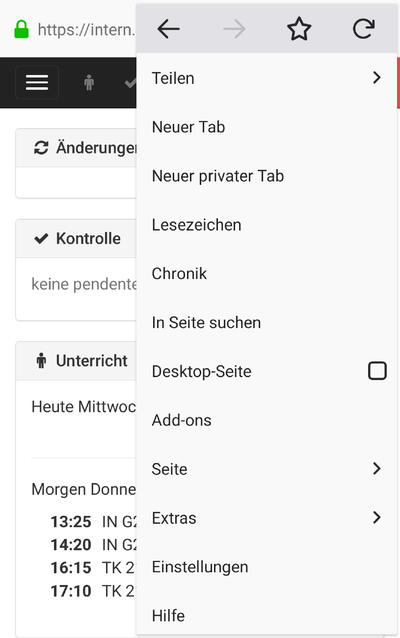 https://intern.
Teilen
Neuer Tab
Neuer privater Tab
Lesezeichen
Chronik
In Seite suchen
Desktop-Seite
Add-ons
Seite
Extras
Einstellungen
Hilfe
Änderunge
Kontrolle
keine pendente
Unterricht
Heute Mittwoc
Morgen Donne
13:25 IN G2
14:20 IN G2
16:15 TK 2
17:10 TK 2